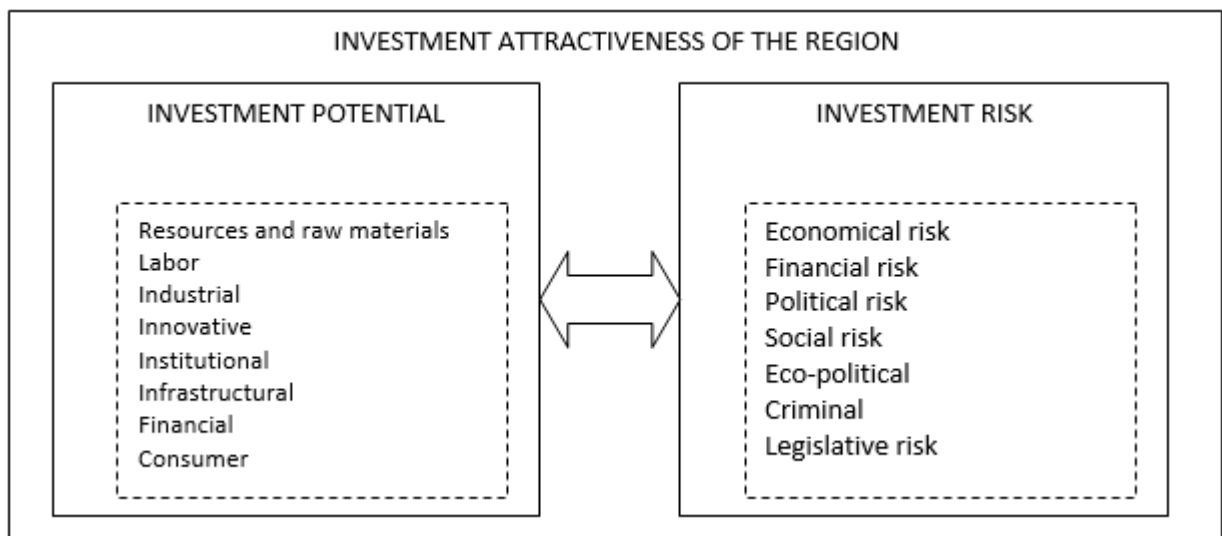 INVESTMENT ATTRACTIVENESS OF THE REGION
INVESTMENT POTENTIAL
Resources and raw materials
Labor
Industrial
Innovative
Institutional
Infrastructural
Financial
Consumer
INVESTMENT RISK
Economical risk
Financial risk
Political risk
Social risk
Eco-political
Criminal
Legislative risk